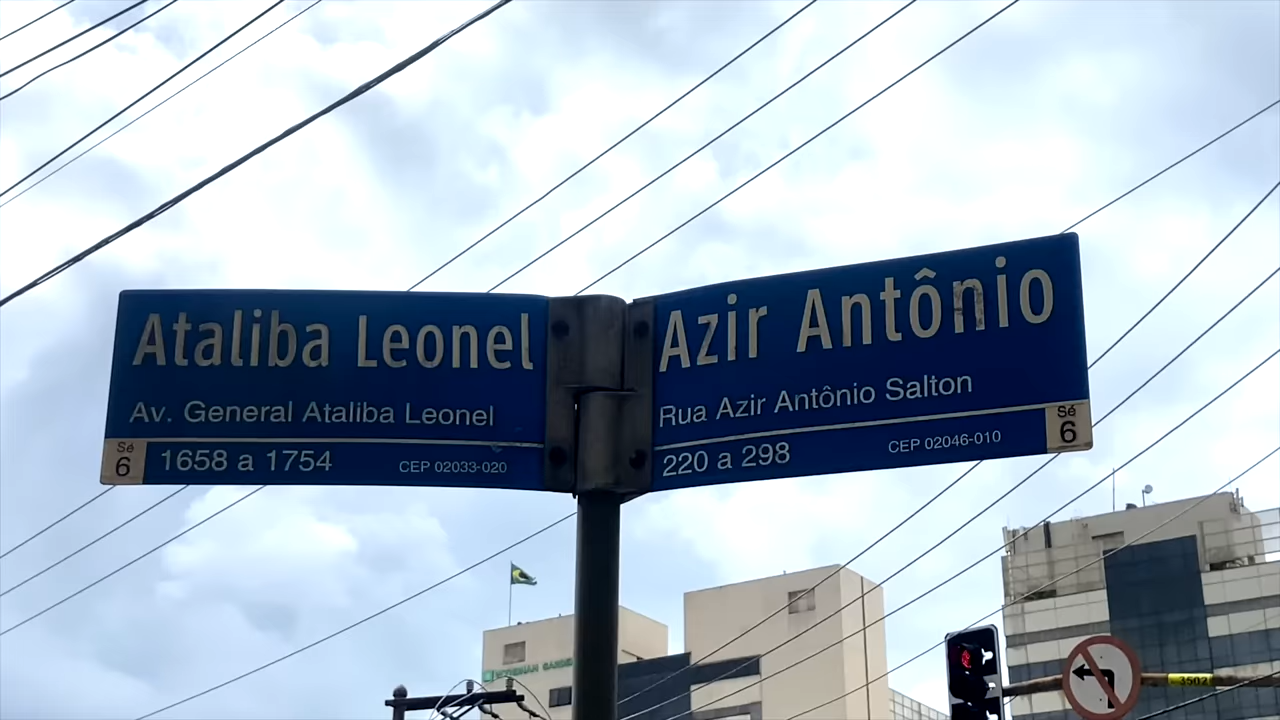 Ataliba Leonel
Av. General Ataliba Leonel
Sé
6
1658 a 1754
CEP 02033-020
Azir Antônio
Rua Azir Antônio Salton
220 a 298
CEP 02046-010
Sé
6
3502